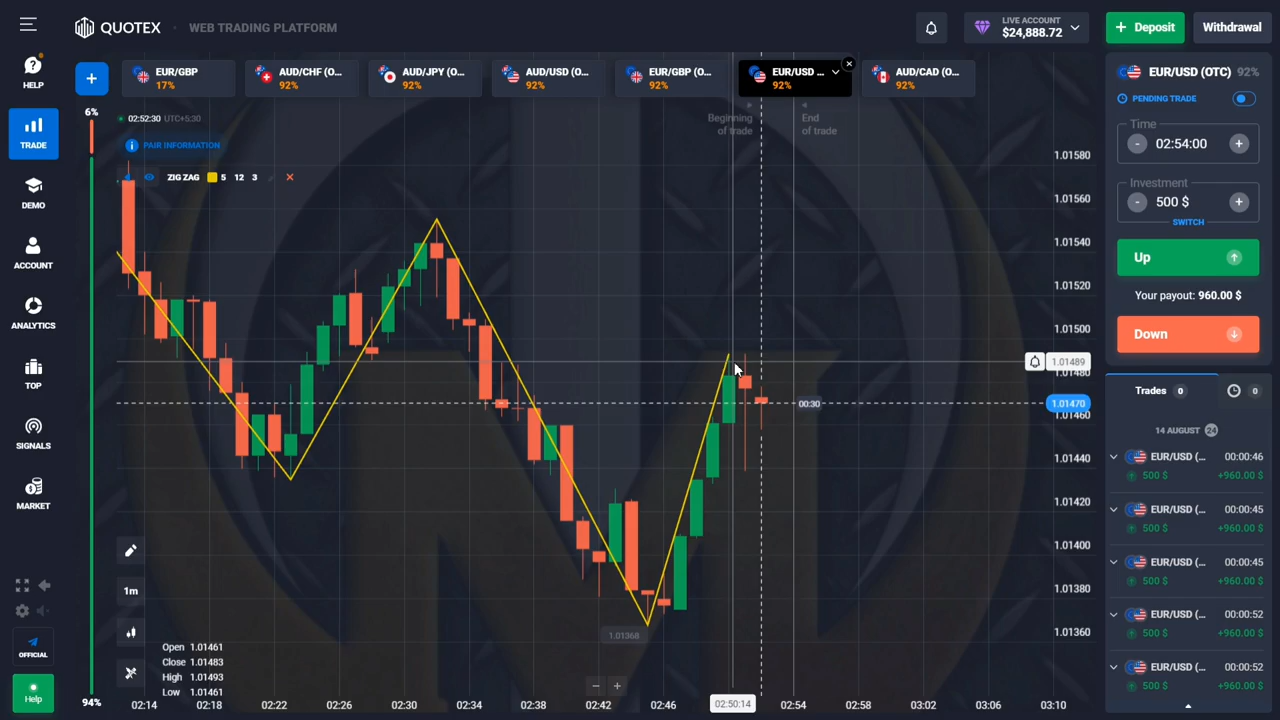 QUOTEX
WEB TRADING PLATFORM
LIVE ACCOUNT
$24,888.72
+ Deposit
Withdrawal
HELP
TRADE
DEMO
ACCOUNT
ANALYTICS
TOP
SIGNALS
MARKET
OFFICIAL
Help
6%
94%
+
EUR/GBP
17%
AUD/CHF (O...
92%
AUD/JPY (O...
92%
AUD/USD (O...
92%
EUR/GBP (O...
92%
EUR/USD ...
92%
AUD/CAD (O...
92%
02:52:30 UTC+5:30
PAIR INFORMATION
ZIG ZAG 5 12 3
Beginning
of trade
End
of trade
00:30
1.01368
1.01580
1.01560
1.01540
1.01520
1.01500
1.01489
1.01480
1.01470
1.01460
1.01440
1.01420
1.01400
1.01380
1.01360
1m
Open 1.01461
Close 1.01483
High 1.01493
Low 1.01461
- +
02:14 02:18 02:22 02:26 02:30 02:34 02:38 02:42 02:46 02:50:14 02:54 02:58 03:02 03:06 03:10
EUR/USD (OTC) 92%
PENDING TRADE
Time
- 02:54:00 +
Investment
- 500 $ +
SWITCH
Up
Your payout: 960.00 $
Down
Trades 0 0
14 AUGUST 24
EUR/USD (... 00:00:46
500 $ +960.00 $
EUR/USD (... 00:00:45
500 $ +960.00 $
EUR/USD (... 00:00:45
500 $ +960.00 $
EUR/USD (... 00:00:52
500 $ +960.00 $
EUR/USD (... 00:00:52
500 $ +960.00 $